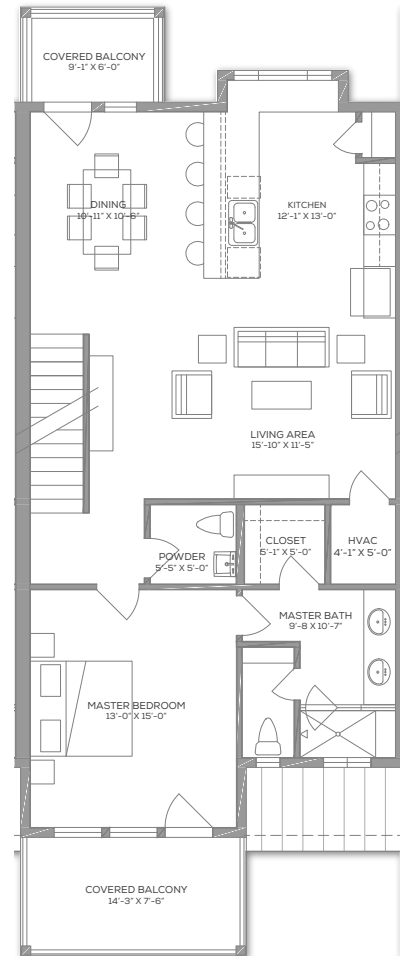 COVERED BALCONY
9'-1" X 6'-0"
DINING
10'-11" X 10'-6"
KITCHEN
12'-1" X 13'-0"
LIVING AREA
15'-10" X 11'-5"
POWDER
5'-5" X 5'-0"
CLOSET
5'-1" X 5'-0"
HVAC
4'-1" X 5'-0"
MASTER BATH
9'-8 X 10'-7"
MASTER BEDROOM
13'-0" X 15'-0"
COVERED BALCONY
14'-3" X 7'-6"